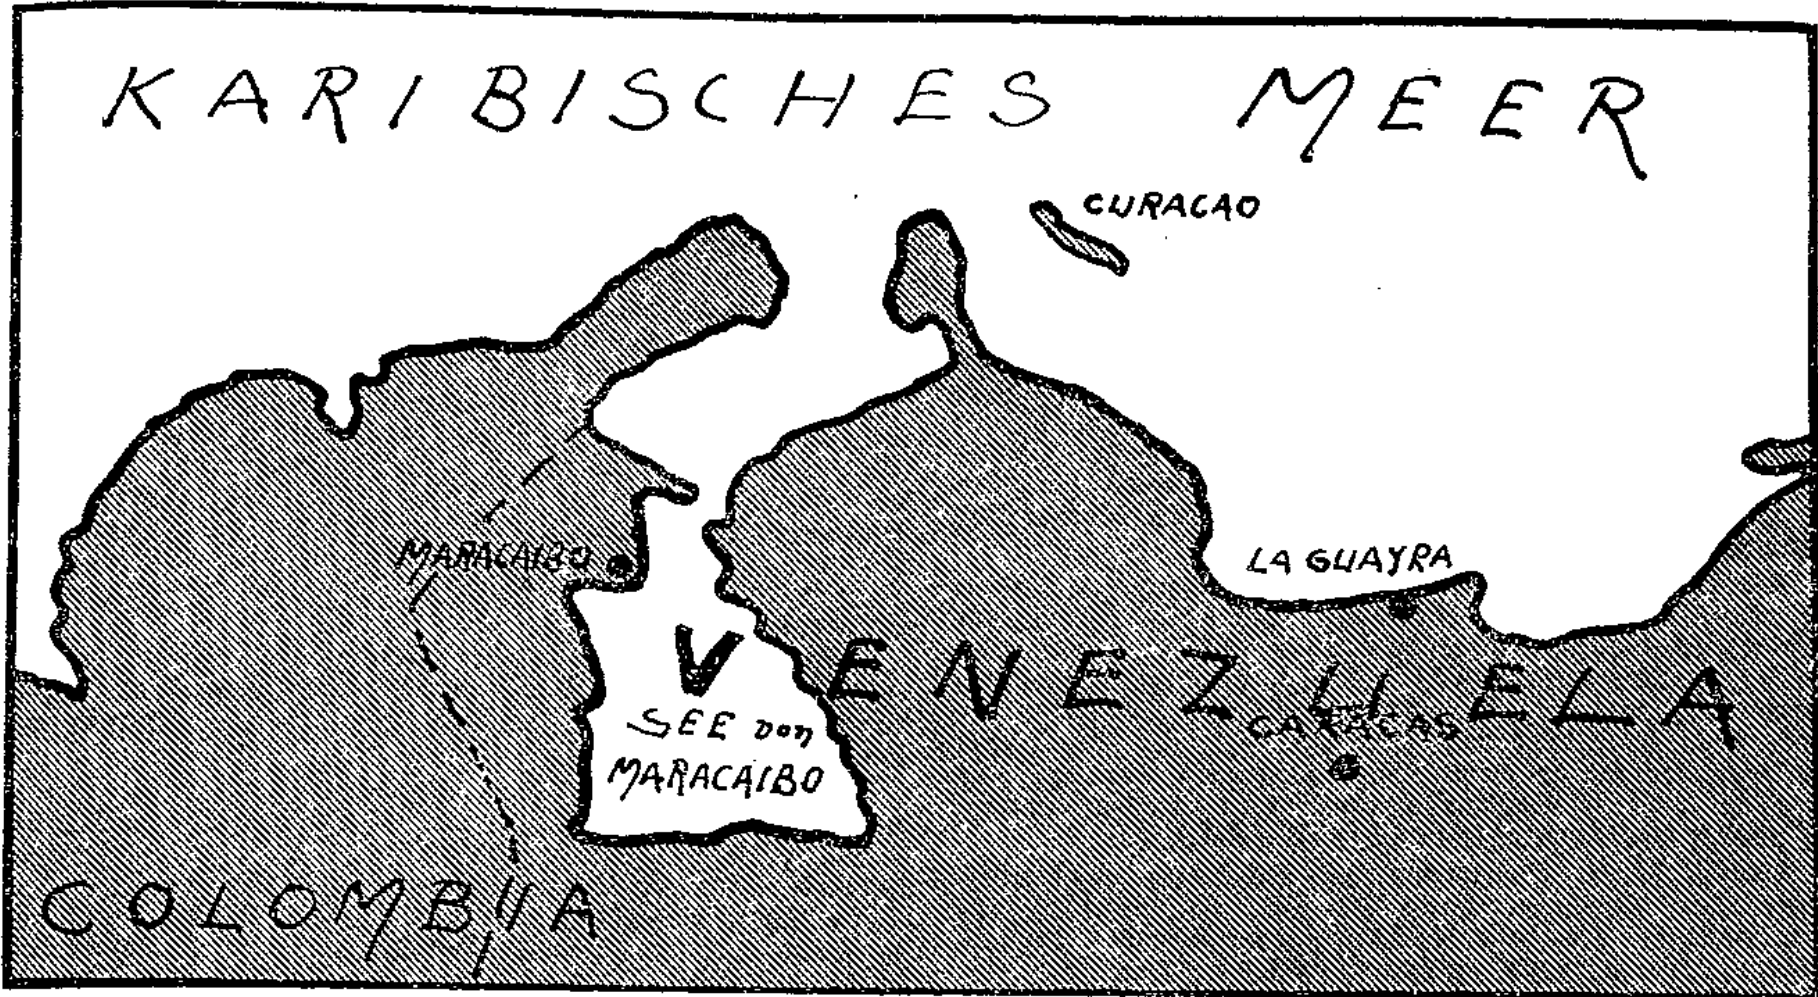 KARIBISCHES MEER
CURACAO
MARACAIBO
LA GUAYRA
VENEZUELA
CARACAS
SEE von
MARACAIBO
COLOMBIA